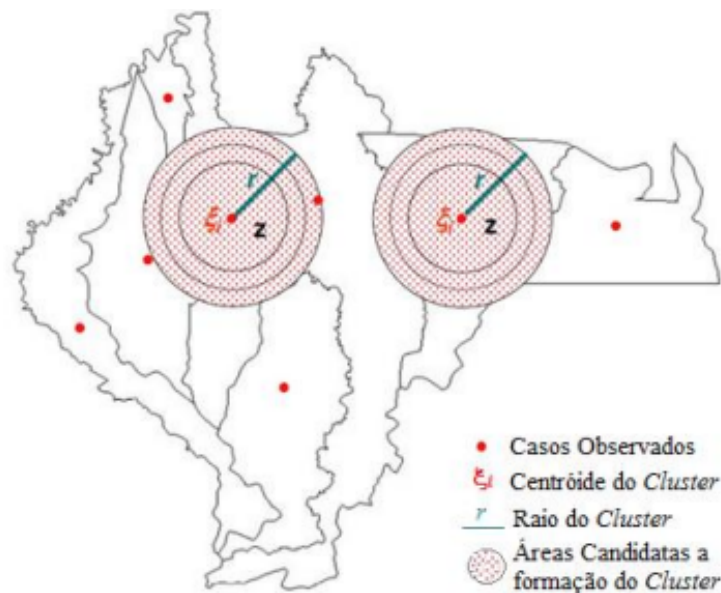 r
ξi
z
r
ξi
z
Casos Observados
ξi Centróide do Cluster
r Raio do Cluster
Áreas Candidatas a
formação do Cluster